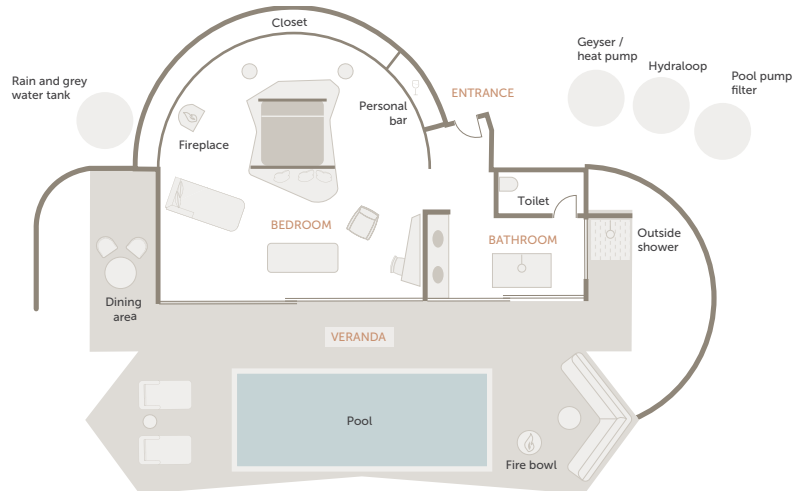 Closet
Geyser /
heat pump
Hydraloop
Pool pump
filter
Rain and grey
water tank
ENTRANCE
Personal
bar
Fireplace
Toilet
BEDROOM
BATHROOM
Outside
shower
Dining
area
VERANDA
Pool
Fire bowl